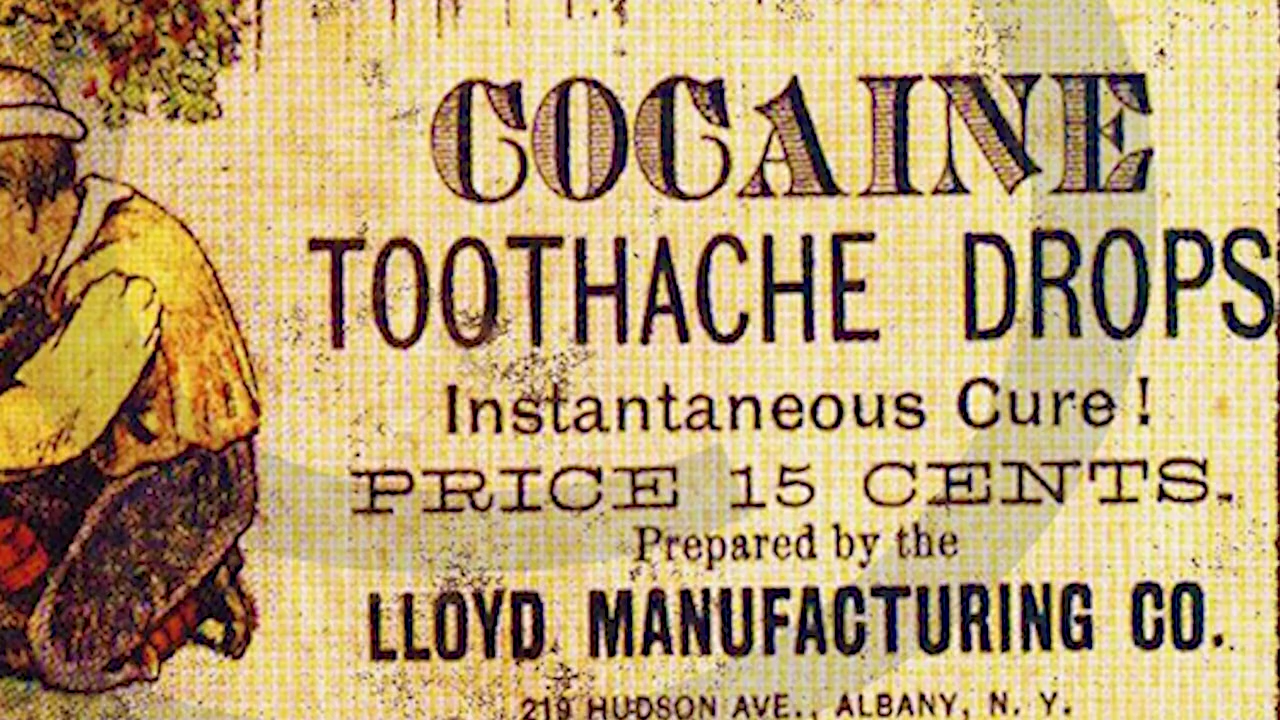 COCAINE
TOOTHACHE DROPS
Instantaneous Cure!
PRICE 15 CENTS.
Prepared by the
LLOYD MANUFACTURING CO.
219 HUDSON AVE., ALBANY, N. Y.